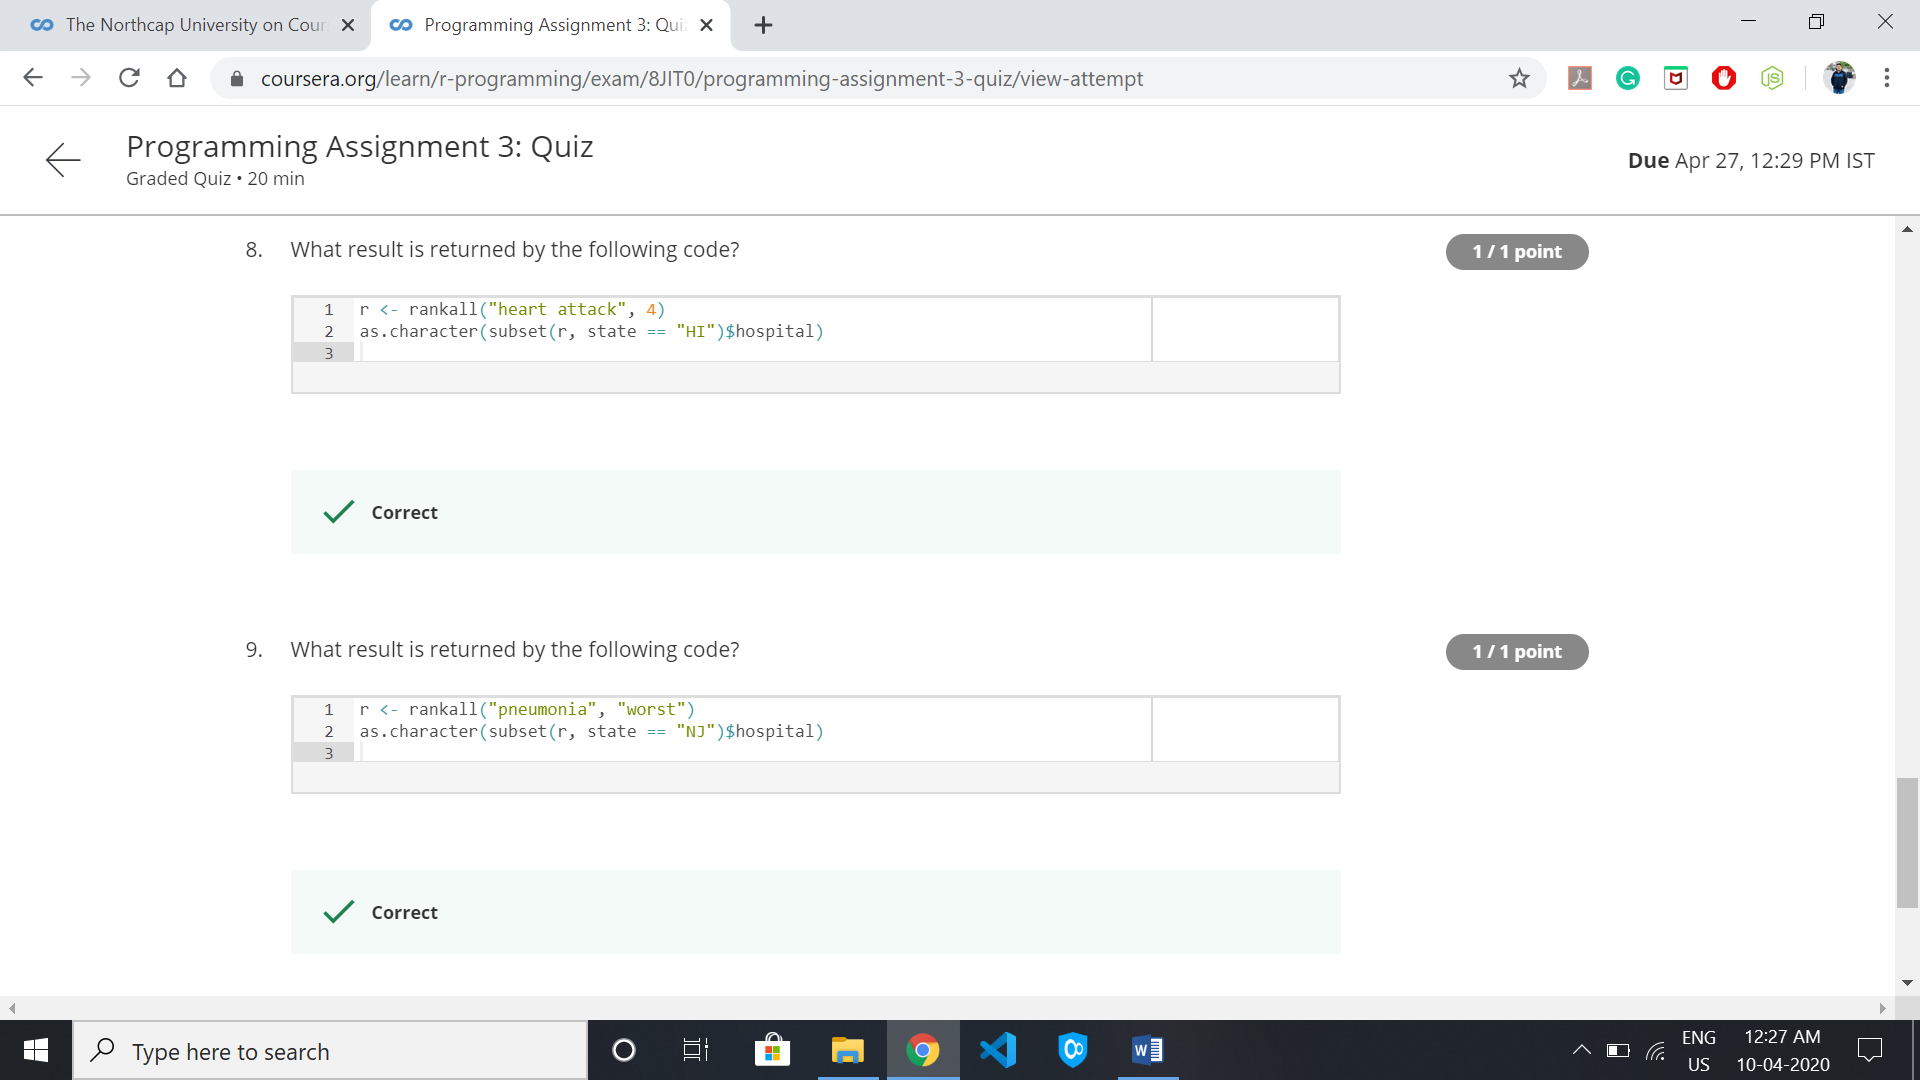 The Northcap University on Cour
Programming Assignment 3: Qui
coursera.org/learn/r-programming/exam/8JIT0/programming-assignment-3-quiz/view-attempt
Programming Assignment 3: Quiz
Graded Quiz • 20 min
Due Apr 27, 12:29 PM IST
8. What result is returned by the following code?
1 / 1 point
1 r <- rankall("heart attack", 4)
2 as.character(subset(r, state == "HI")$hospital)
3
Correct
9. What result is returned by the following code?
1 / 1 point
1 r <- rankall("pneumonia", "worst")
2 as.character(subset(r, state == "NJ")$hospital)
3
Correct
Type here to search
ENG
US
12:27 AM
10-04-2020